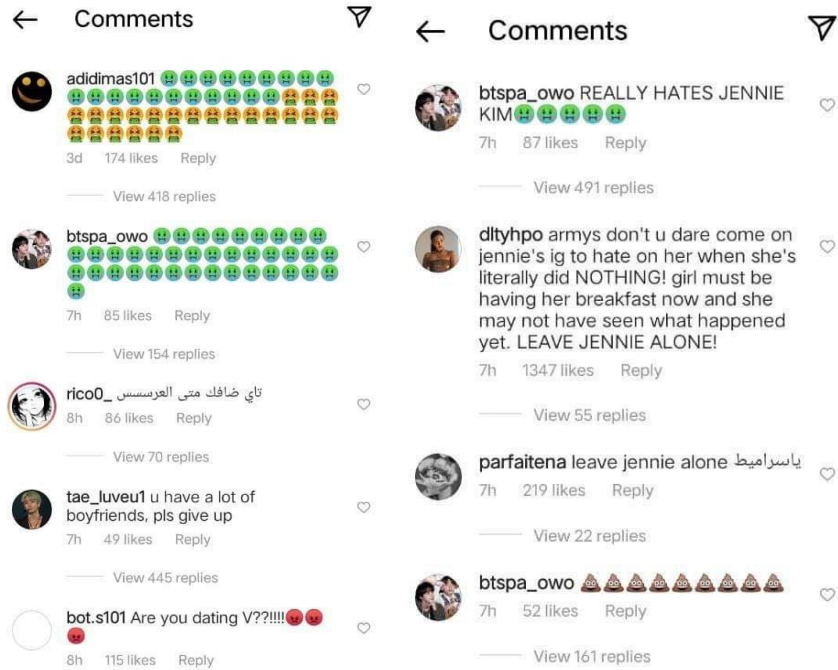 Comments
adidimas101 🤢🤢🤢🤢🤢🤢🤢🤢🤢
🤢🤢🤢🤢🤢🤢🤢🤢🤢🤢🤢🤮🤮🤮
🤮🤮🤮🤮🤮🤮🤮🤮🤮🤮🤮🤮🤮🤮
🤮🤮🤮🤮🤮🤮
3d 174 likes Reply
View 418 replies
btspa_owo 🤢🤢🤢🤢🤢🤢🤢🤢🤢
🤢🤢🤢🤢🤢🤢🤢🤢🤢🤢🤢🤢🤢🤢
🤢🤢🤢🤢🤢🤢🤢🤢🤢🤢🤢🤢🤢🤢
🤢
7h 85 likes Reply
View 154 replies
rico0_ تاي ضافك متى العرسسس
8h 86 likes Reply
View 70 replies
tae_luveu1 u have a lot of
boyfriends, pls give up
7h 49 likes Reply
View 445 replies
bot.s101 Are you dating V??!!!!😡😡
😡
8h 115 likes Reply
Comments
btspa_owo REALLY HATES JENNIE
KIM🤢🤢🤢🤢🤢
7h 87 likes Reply
View 491 replies
dltyhpo armys don't u dare come on
jennie's ig to hate on her when she's
literally did NOTHING! girl must be
having her breakfast now and she
may not have seen what happened
yet. LEAVE JENNIE ALONE!
7h 1347 likes Reply
View 55 replies
parfaitena leave jennie alone ياسراميط
7h 219 likes Reply
View 22 replies
btspa_owo 💩💩💩💩💩💩💩💩💩
7h 52 likes Reply
View 161 replies